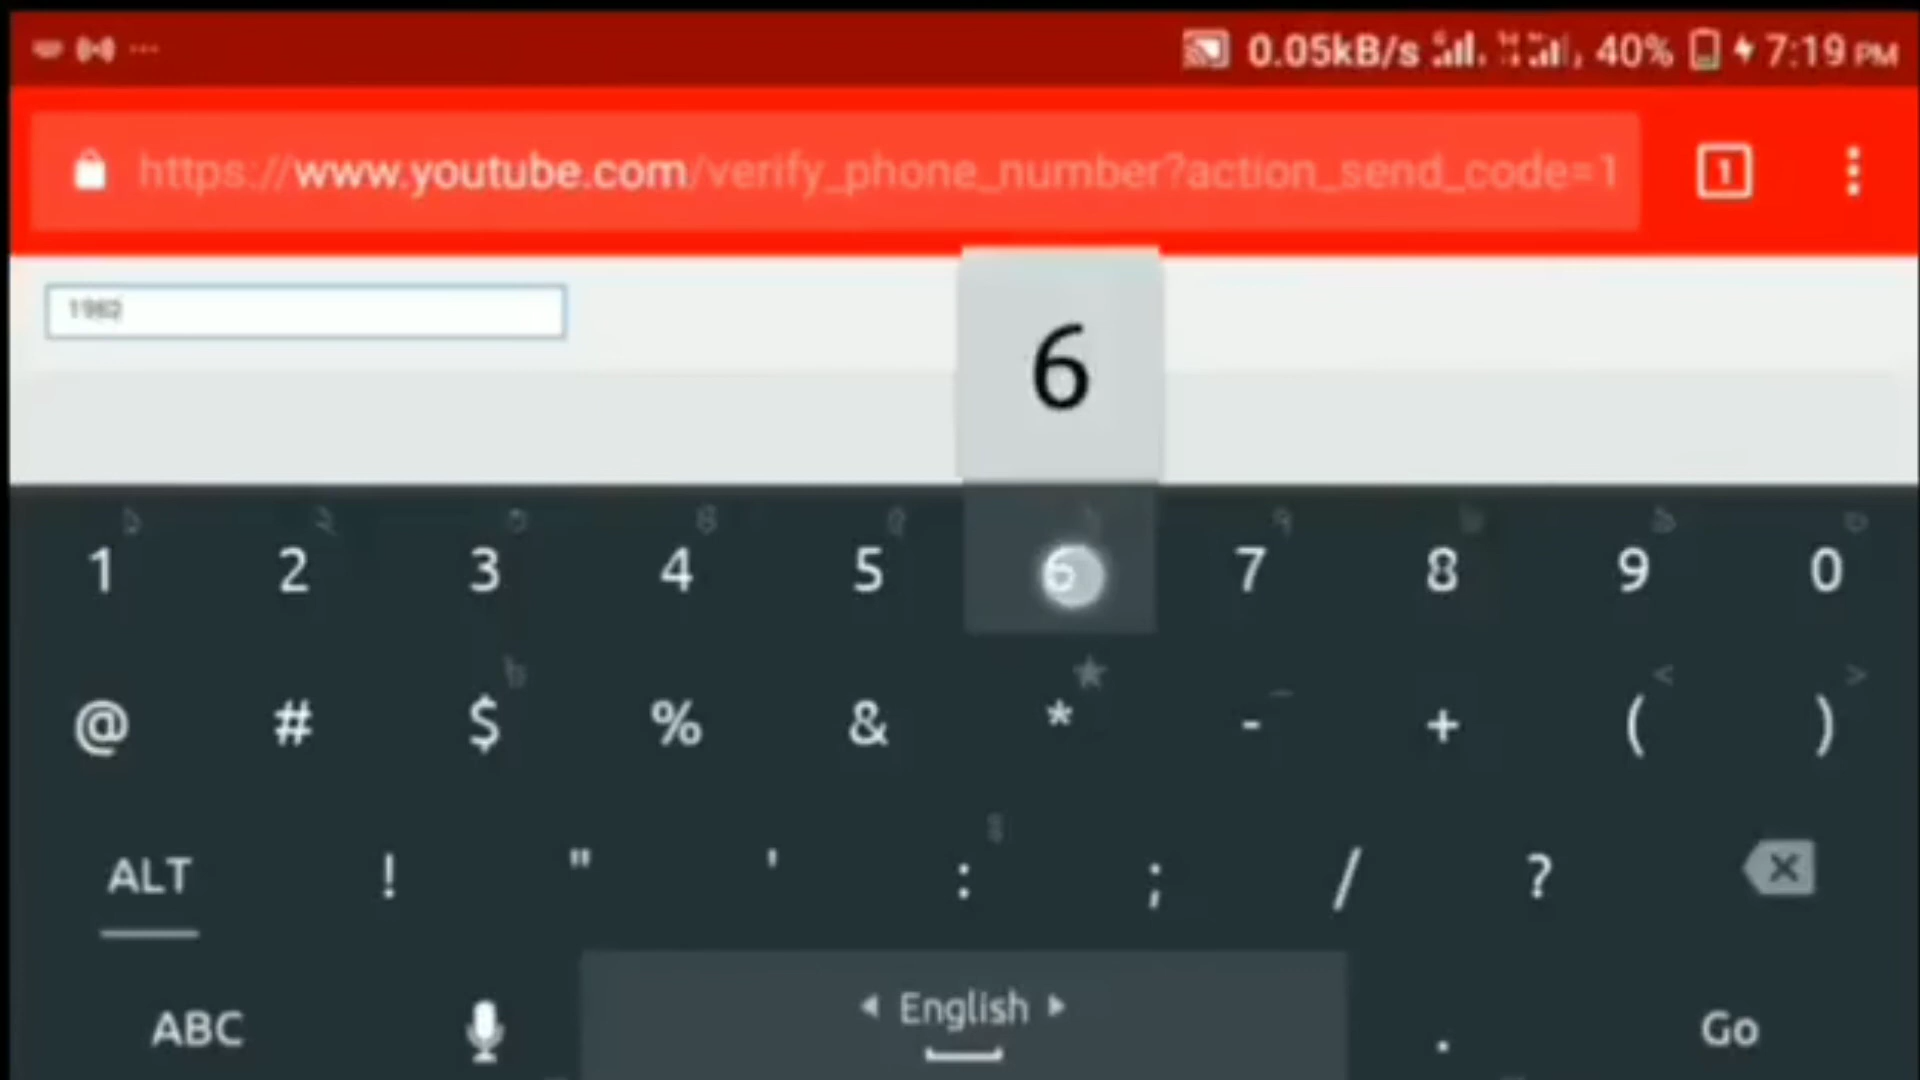 0.05kB/s 40% 7:19 PM
https://www.youtube.com/verify_phone_number?action_send_code=1
1
6
1 2 3 4 5 6 7 8 9 0
@ # $ % & * - + ( )
ALT ! " ' : ; / ?
ABC English . Go